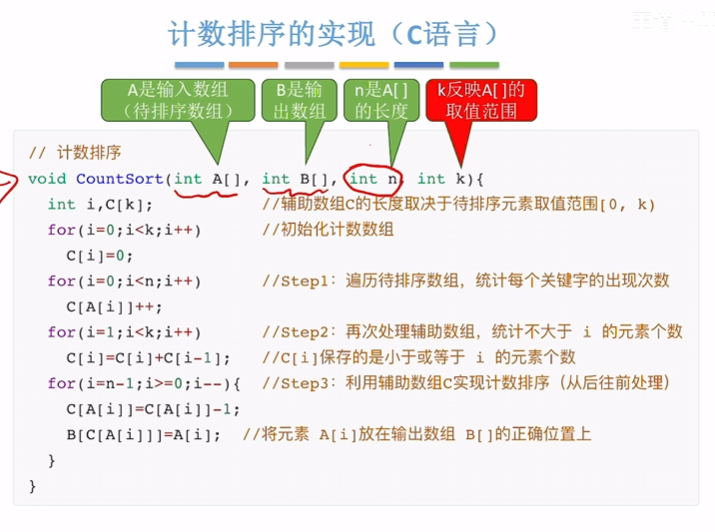 计数排序的实现（C语言）
A是输入数组
（待排序数组）
B是输
出数组
n是A[]
的长度
k反映A[]的
取值范围
// 计数排序
void CountSort(int A[], int B[], int n, int k){
int i,C[k]; //辅助数组C的长度取决于待排序元素取值范围[0, k)
for(i=0;i<k;i++) //初始化计数数组
C[i]=0;
for(i=0;i<n;i++) //Step1：遍历待排序数组，统计每个关键字的出现次数
C[A[i]]++;
for(i=1;i<k;i++) //Step2：再次处理辅助数组，统计不大于 i 的元素个数
C[i]=C[i]+C[i-1]; //C[i]保存的是小于或等于 i 的元素个数
for(i=n-1;i>=0;i--){ //Step3：利用辅助数组C实现计数排序（从后往前处理）
C[A[i]]=C[A[i]]-1;
B[C[A[i]]]=A[i]; //将元素 A[i]放在输出数组 B[]的正确位置上
}
}